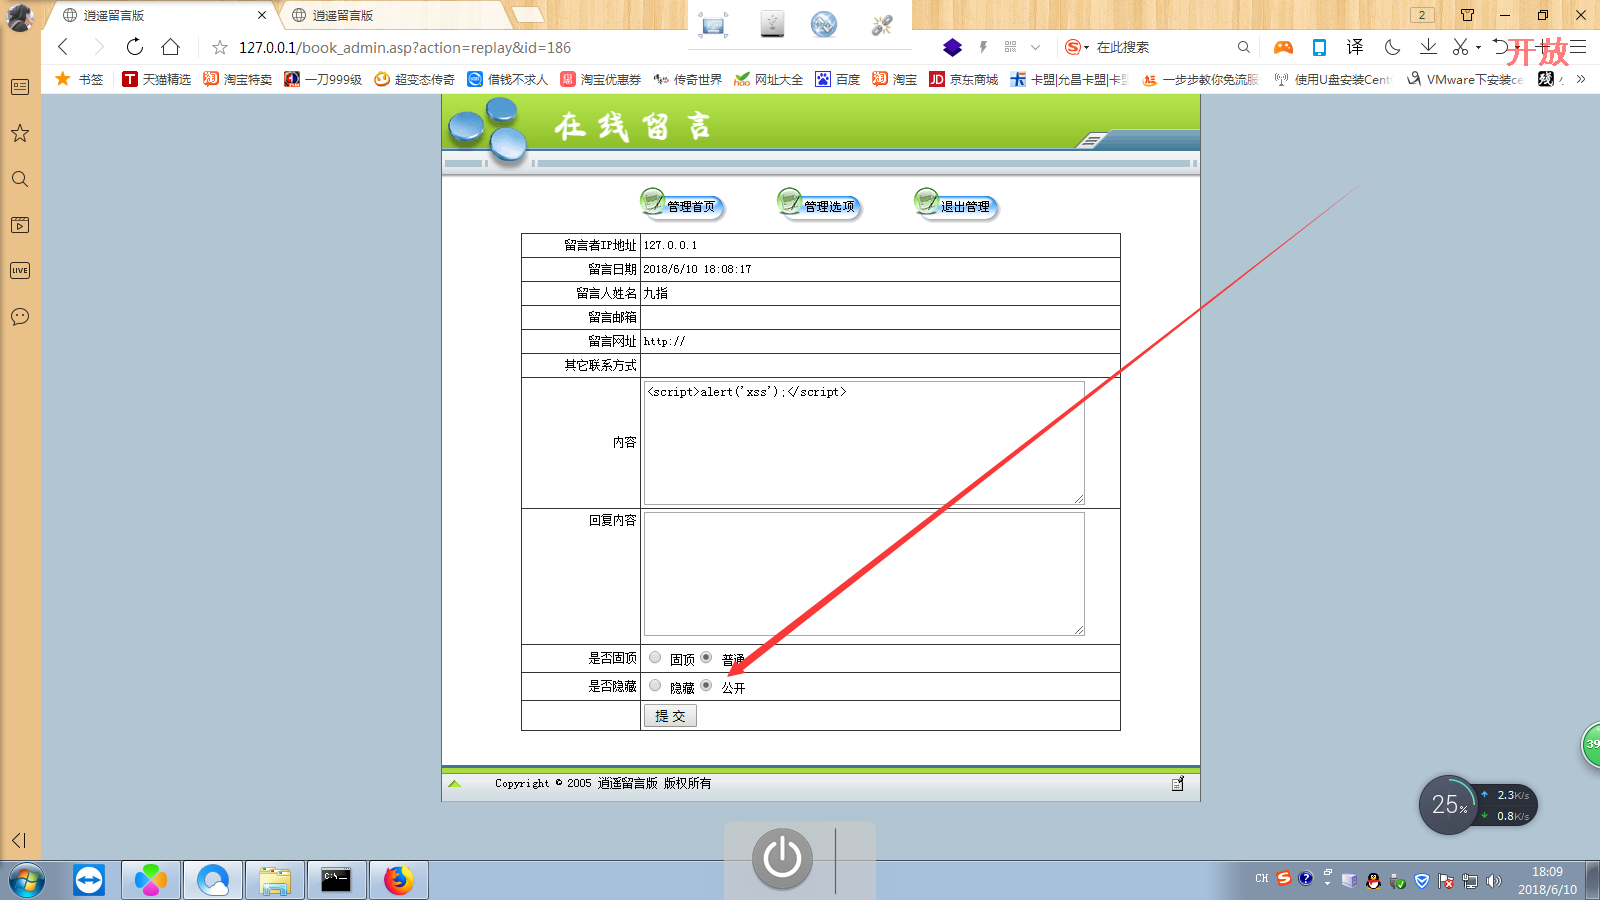 逍遥留言版
逍遥留言版
2
127.0.0.1/book_admin.asp?action=replay&id=186
在此搜索
译
开放
书签
天猫精选
淘宝特卖
一刀999级
超变态传奇
借钱不求人
淘宝优惠券
传奇世界
网址大全
百度
淘宝
京东商城
卡盟|允昌卡盟|卡
一步步教你免流服
使用U盘安装Cent
VMware下安装ce
在线留言
管理首页
管理选项
退出管理
留言者IP地址 127.0.0.1
留言日期 2018/6/10 18:08:17
留言人姓名 九指
留言邮箱
留言网址 http://
其它联系方式
内容 <script>alert('xss');</script>
回复内容
是否固顶 固顶 普通
是否隐藏 隐藏 公开
提 交
Copyright © 2005 逍遥留言版 版权所有
LIVE
39
25%
2.3K/s
0.8K/s
CH
18:09
2018/6/10